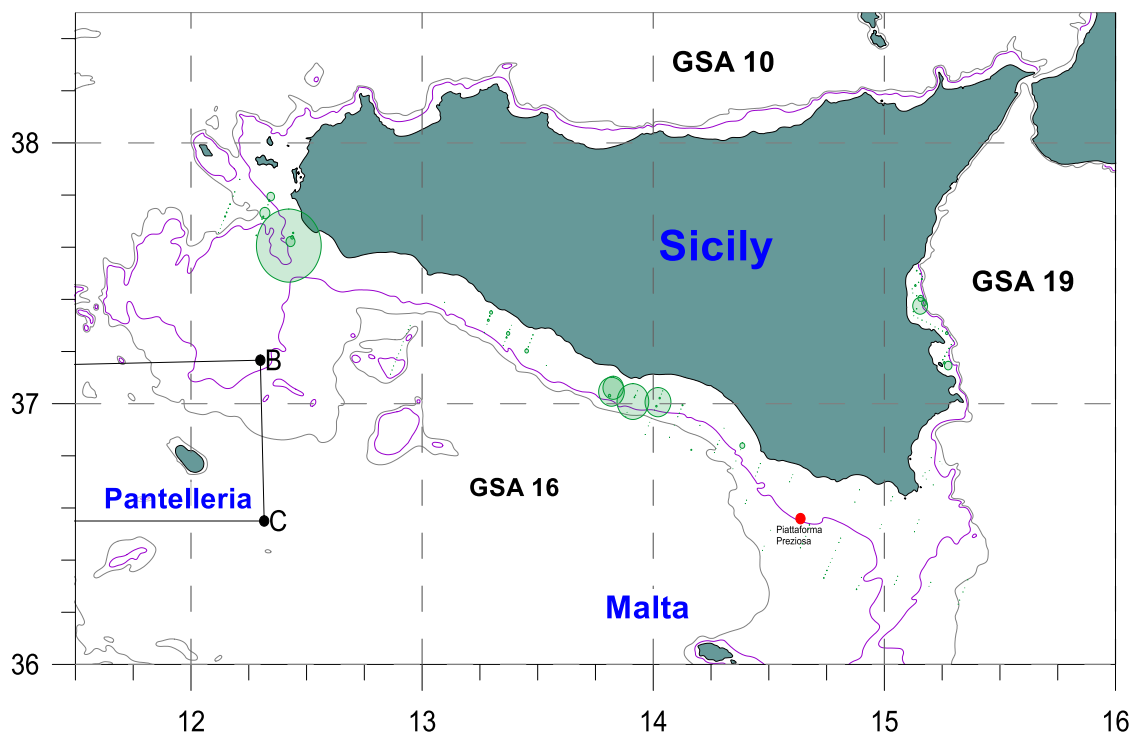 GSA 10
38
Sicily
GSA 19
B
37
Pantelleria
GSA 16
C
Piattaforma
Preziosa
Malta
36
12
13
14
15
16